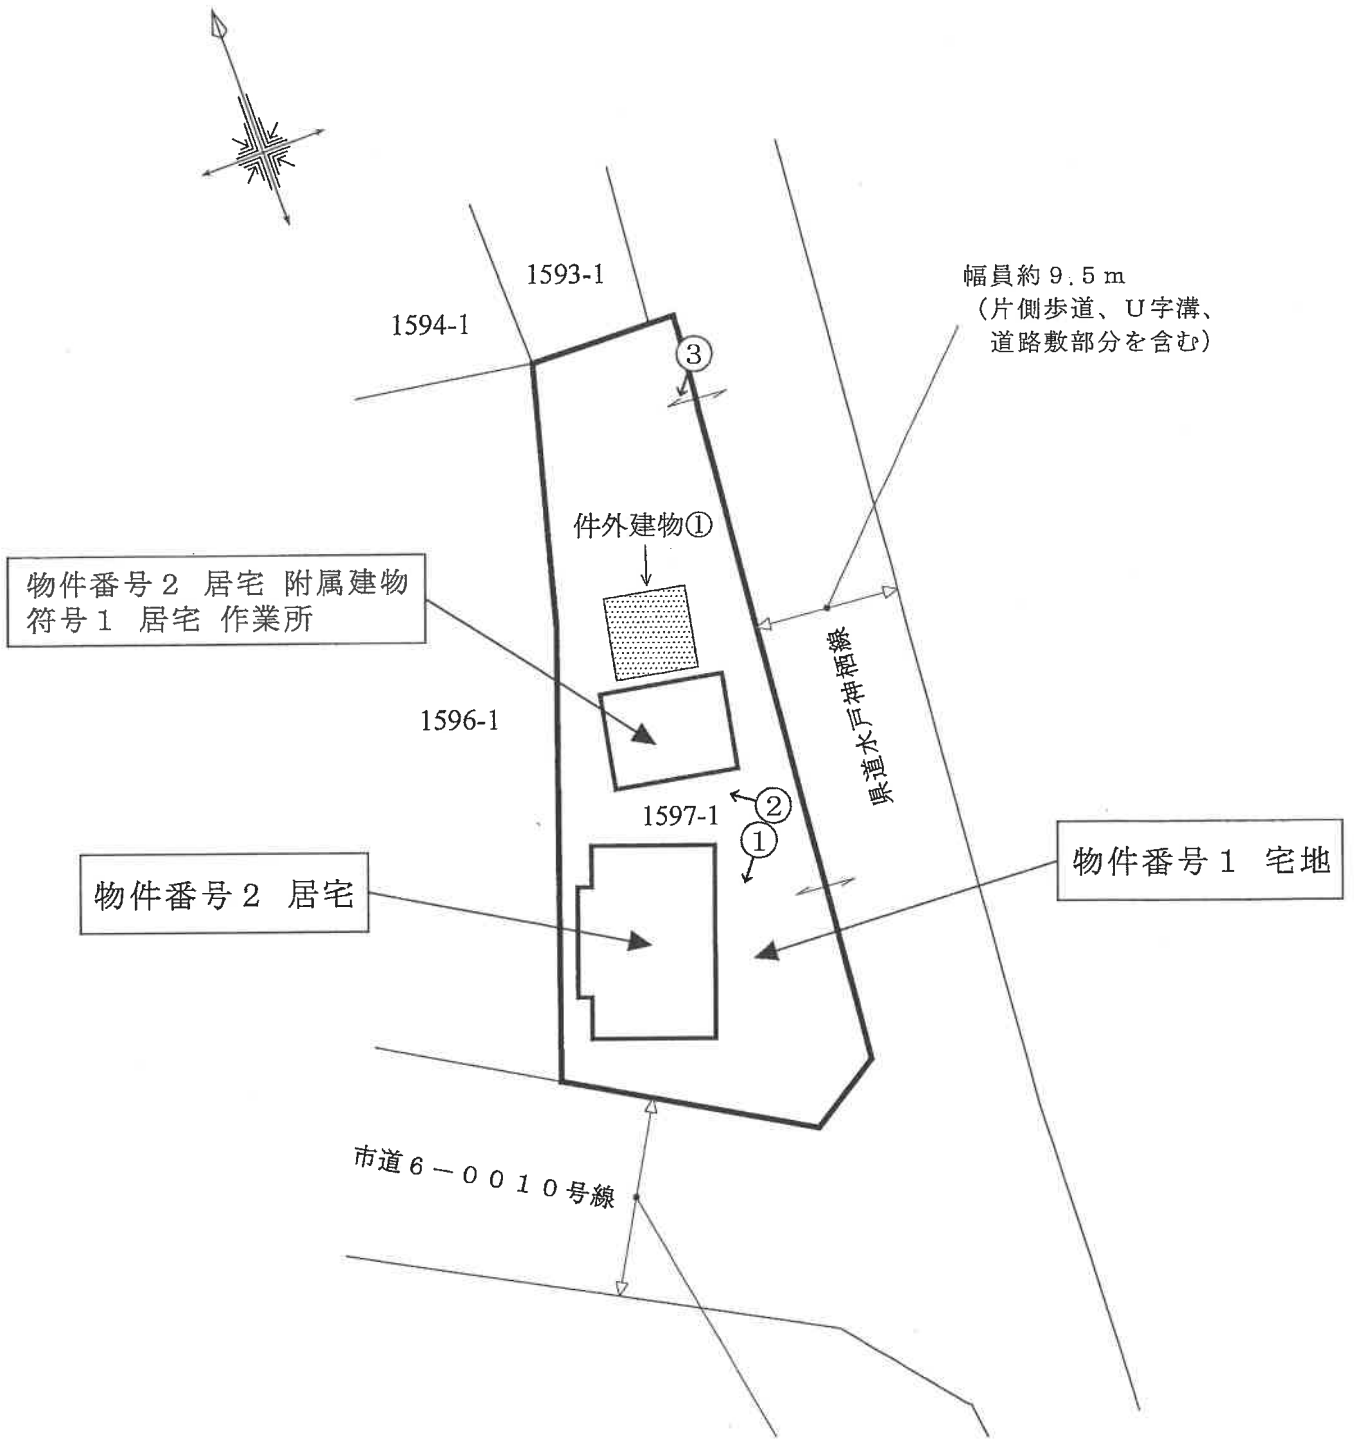 1593-1
1594-1
幅員約9.5m
(片側歩道、U字溝、
道路敷部分を含む)
③
件外建物①
物件番号2 居宅 附属建物
符号1 居宅 作業所
県道水戸神栖線
1596-1
1597-1
②
①
物件番号1 宅地
物件番号2 居宅
市道6-0010号線